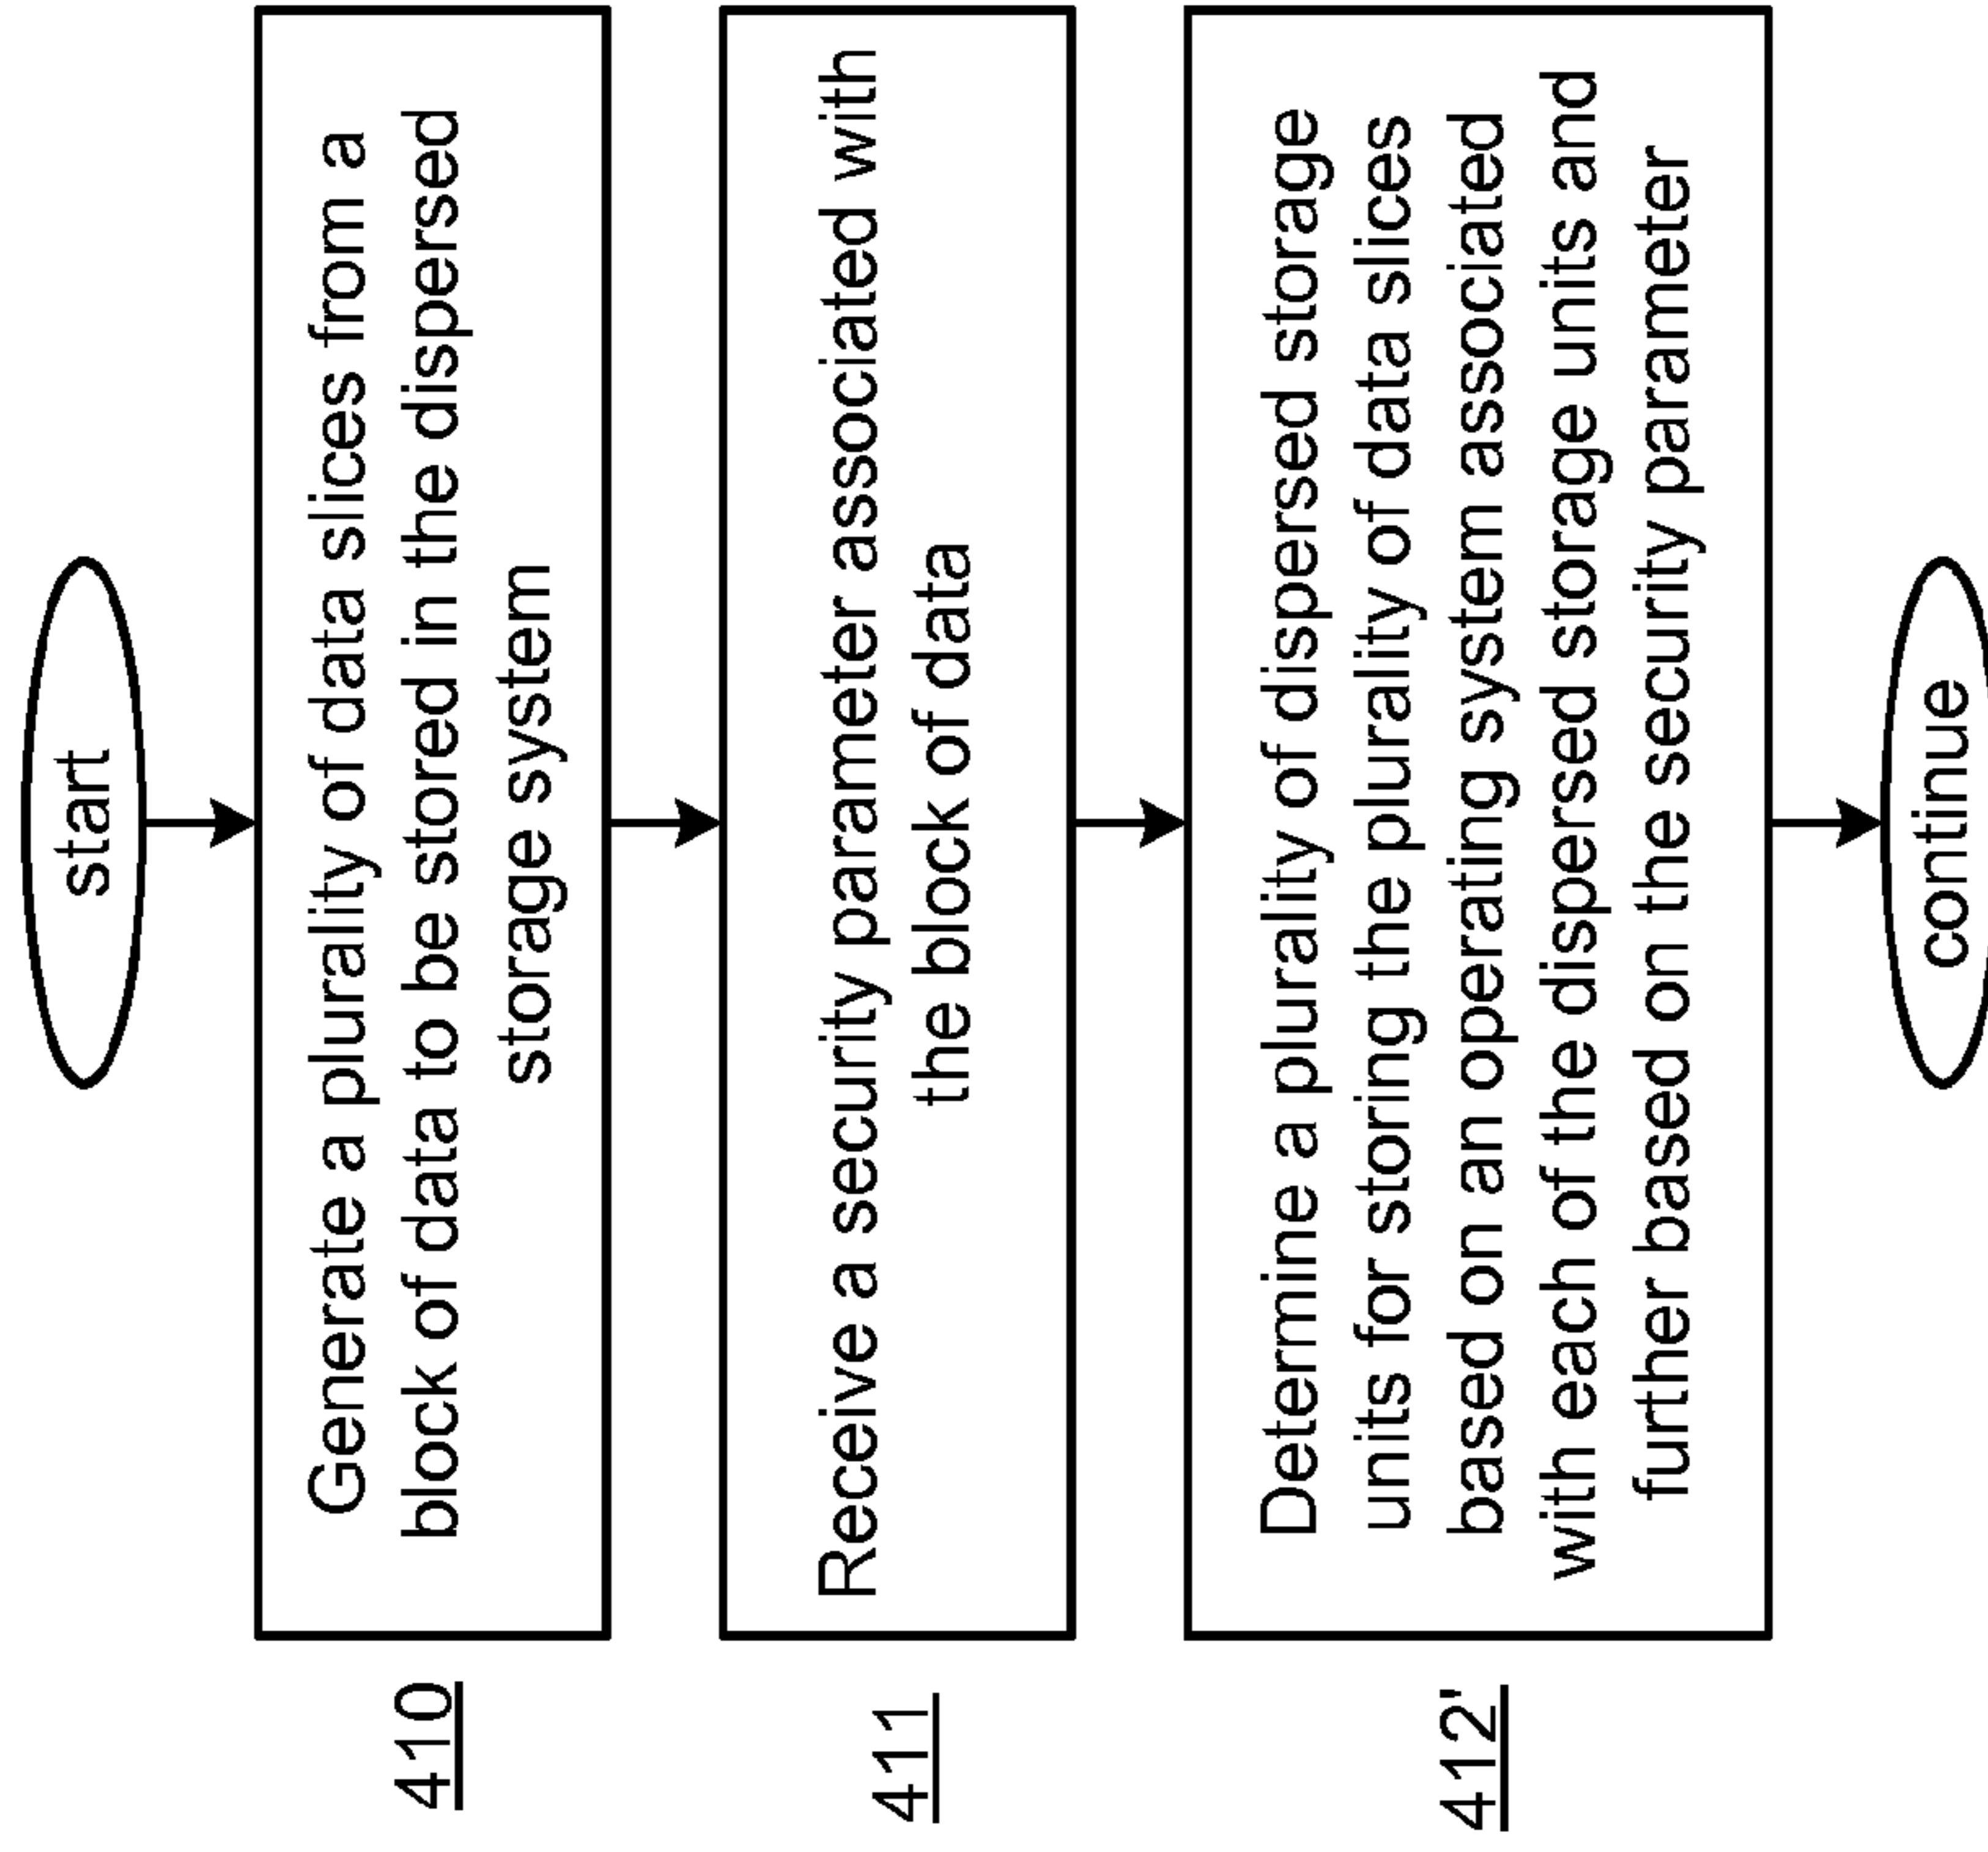 start
410
Generate a plurality of data slices from a
block of data to be stored in the dispersed
storage system
411
Receive a security parameter associated with
the block of data
412'
Determine a plurality of dispersed storage
units for storing the plurality of data slices
based on an operating system associated
with each of the dispersed storage units and
further based on the security parameter
continue